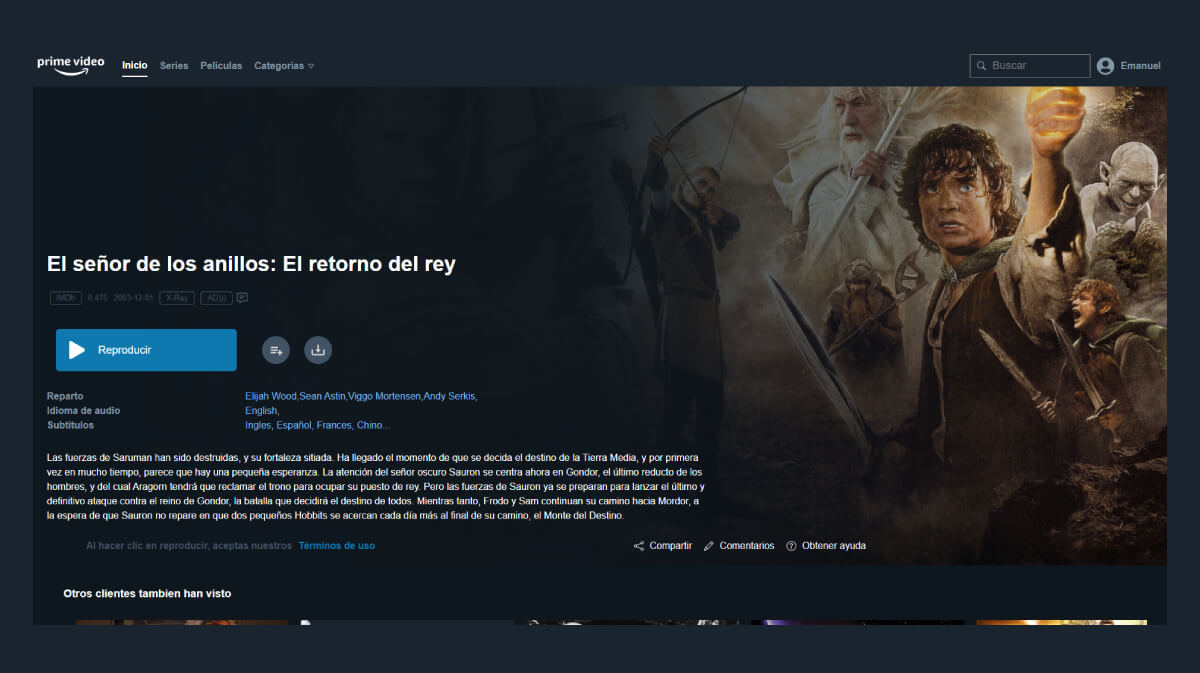 prime video Inicio Series Películas Categorías Buscar Emanuel
El señor de los anillos: El retorno del rey
IMDb 8.475 2003-12-01 X-Ray AD)))
Reproducir
Reparto Elijah Wood,Sean Astin,Viggo Mortensen,Andy Serkis,
Idioma de audio English,
Subtítulos Ingles, Español, Frances, Chino...
Las fuerzas de Saruman han sido destruidas, y su fortaleza sitiada. Ha llegado el momento de que se decida el destino de la Tierra Media, y por primera
vez en mucho tiempo, parece que hay una pequeña esperanza. La atención del señor oscuro Sauron se centra ahora en Gondor, el último reducto de los
hombres, y del cual Aragorn tendrá que reclamar el trono para ocupar su puesto de rey. Pero las fuerzas de Sauron ya se preparan para lanzar el último y
definitivo ataque contra el reino de Gondor, la batalla que decidirá el destino de todos. Mientras tanto, Frodo y Sam continuan su camino hacia Mordor, a
la espera de que Sauron no repare en que dos pequeños Hobbits se acercan cada día más al final de su camino, el Monte del Destino.
Al hacer clic en reproducir, aceptas nuestros Términos de uso
Compartir Comentarios Obtener ayuda
Otros clientes tambien han visto